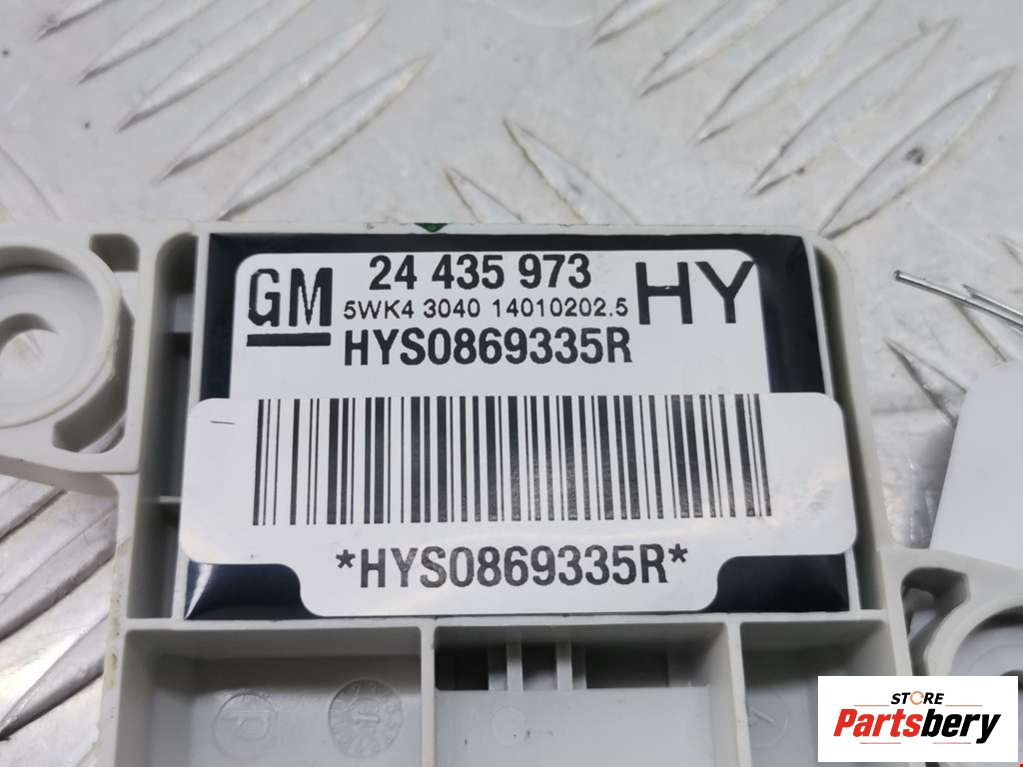 GM 24 435 973 HY
5WK4 3040 14010202.5
HYS0869335R
*HYS0869335R*
STORE
Partsbery